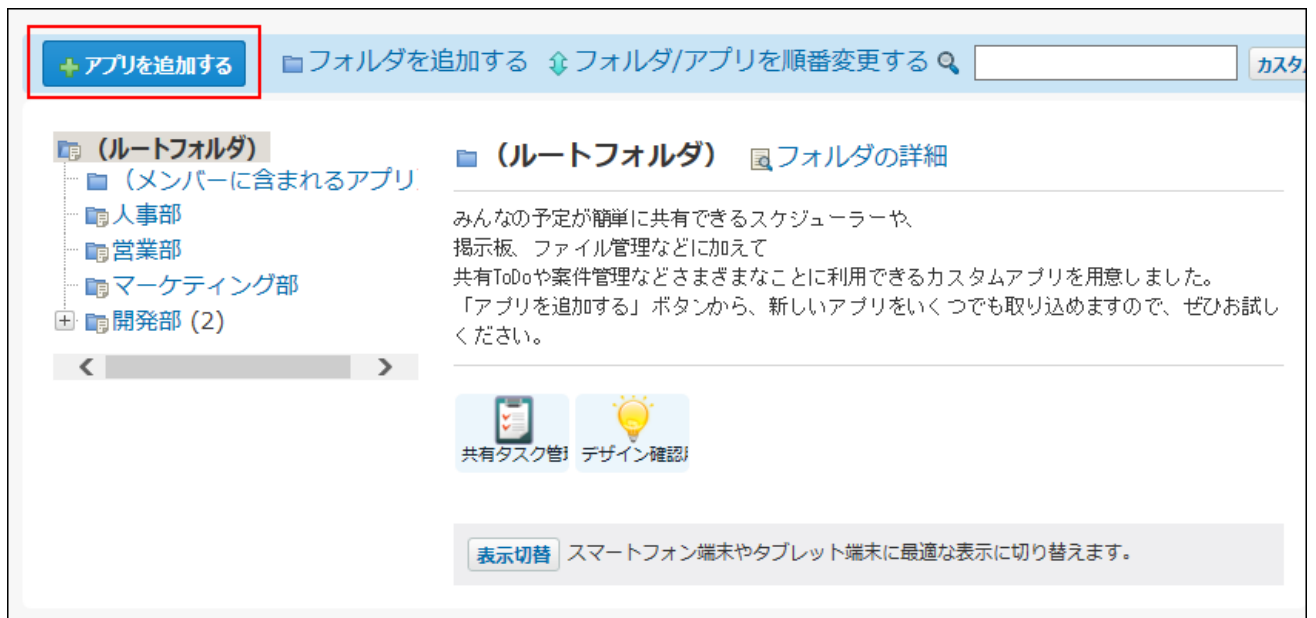 アプリを追加する フォルダを追加する フォルダ/アプリを順番変更する カスタ
(ルートフォルダ)
(メンバーに含まれるアプリ
人事部
営業部
マーケティング部
開発部 (2)
(ルートフォルダ) フォルダの詳細
みんなの予定が簡単に共有できるスケジューラーや、
掲示板、ファイル管理などに加えて
共有ToDoや案件管理などさまざまなことに利用できるカスタムアプリを用意しました。
「アプリを追加する」ボタンから、新しいアプリをいくつでも取り込めますので、ぜひお試し
ください。
共有タスク管 デザイン確認
表示切替 スマートフォン端末やタブレット端末に最適な表示に切り替えます。